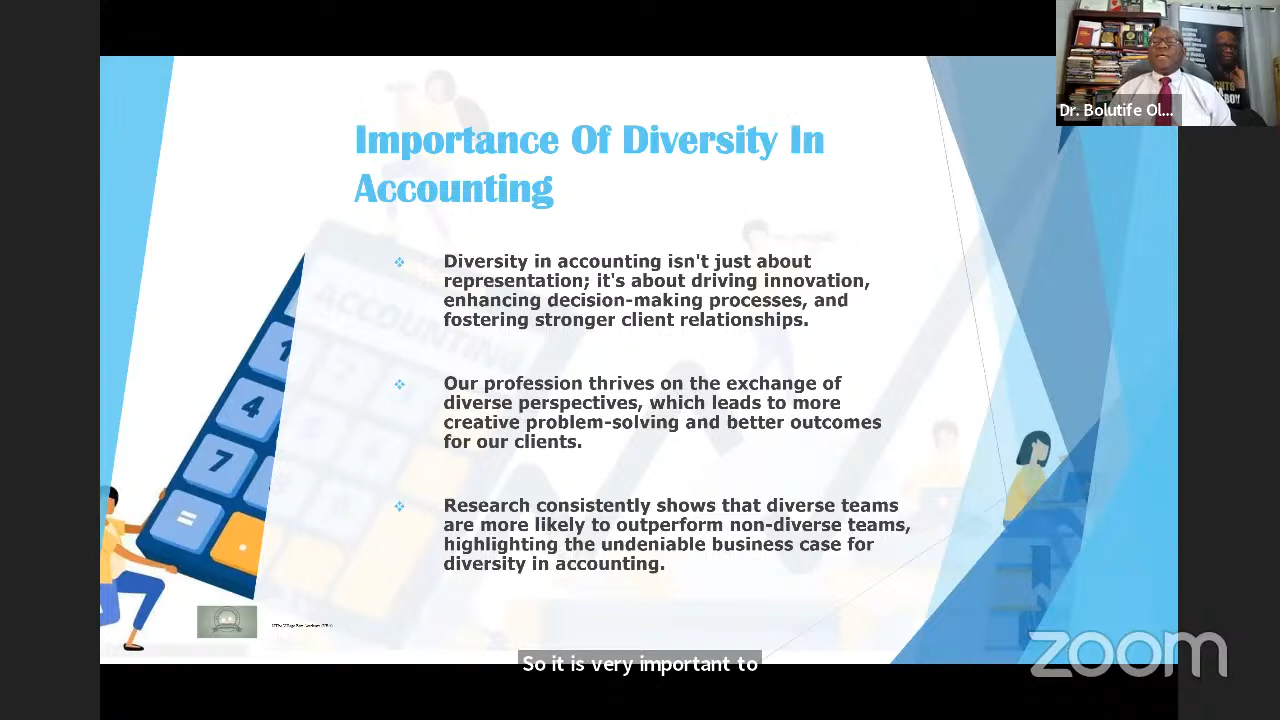 Importance Of Diversity In
Accounting
Diversity in accounting isn't just about
representation; it's about driving innovation,
enhancing decision-making processes, and
fostering stronger client relationships.
Our profession thrives on the exchange of
diverse perspectives, which leads to more
creative problem-solving and better outcomes
for our clients.
Research consistently shows that diverse teams
are more likely to outperform non-diverse teams,
highlighting the undeniable business case for
diversity in accounting.
ACCOUNTING
1
4
7
=
Dr. Bolutife Ol...
So it is very important to
zoom